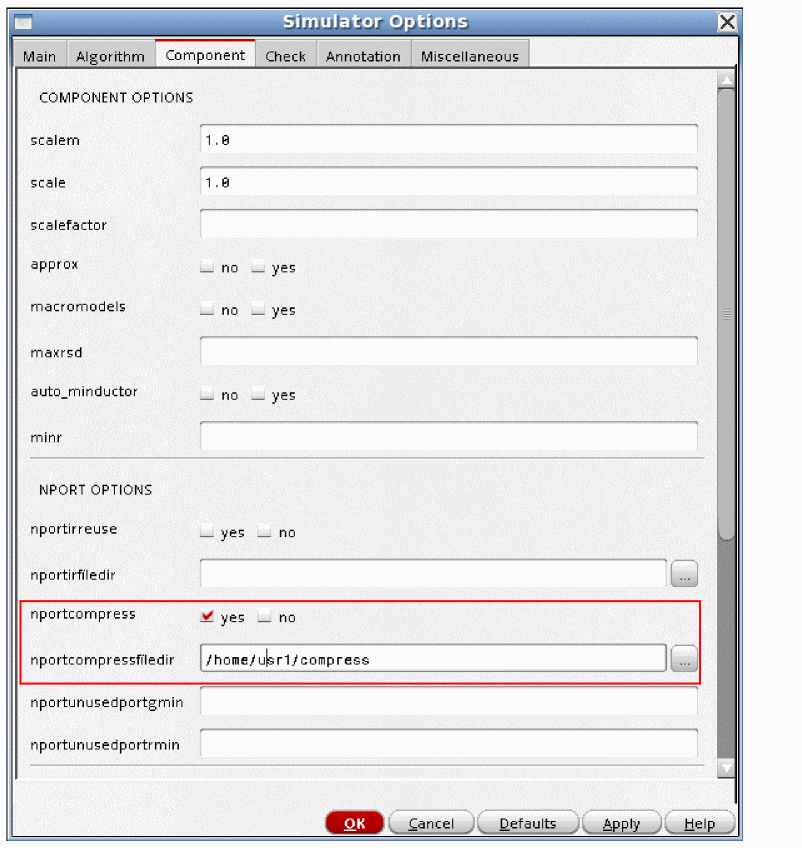 Simulator Options
Main Algorithm Component Check Annotation Miscellaneous
COMPONENT OPTIONS
scalem 1.0
scale 1.0
scalefactor
approx no yes
macromodels no yes
maxrsd
auto_minductor no yes
minr
NPORT OPTIONS
nportirreuse yes no
nportirfiledir ...
nportcompress yes no
nportcompressfiledir /home/usr1/compress ...
nportunusedportgmin
nportunusedportrmin
OK Cancel Defaults Apply Help